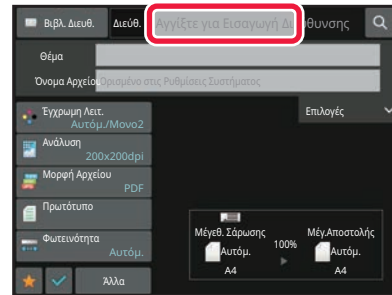 Βιβλ. Διευθ. Διεύθ. Αγγίξτε για Εισαγωγή Διεύθυνσης
Θέμα
Όνομα Αρχείου Ορισμένο στις Ρυθμίσεις Συστήματος
Έγχρωμη Λειτ.
Αυτόμ./Μονο2
Επιλογές
Ανάλυση
200x200dpi
Μορφή Αρχείου
PDF
Πρωτότυπο
Φωτεινότητα
Αυτόμ.
Μέγεθ. Σάρωσης
Αυτόμ.
A4
100%
Μέγ.Αποστολής
Αυτόμ.
A4
Άλλα